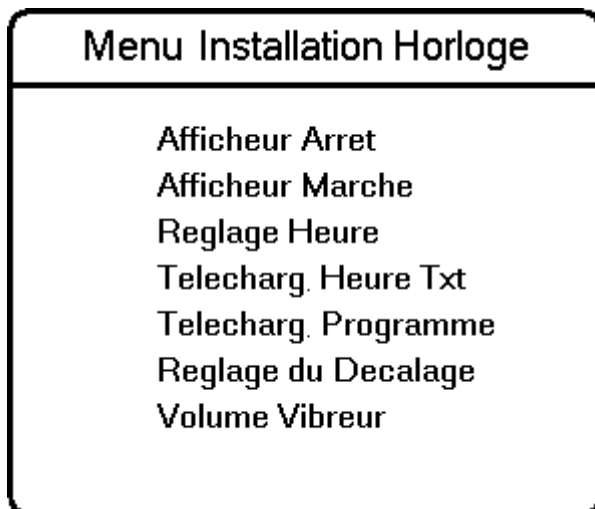 Menu Installation Horloge
Afficheur Arret
Afficheur Marche
Reglage Heure
Telecharg. Heure Txt
Telecharg. Programme
Reglage du Decalage
Volume Vibreur